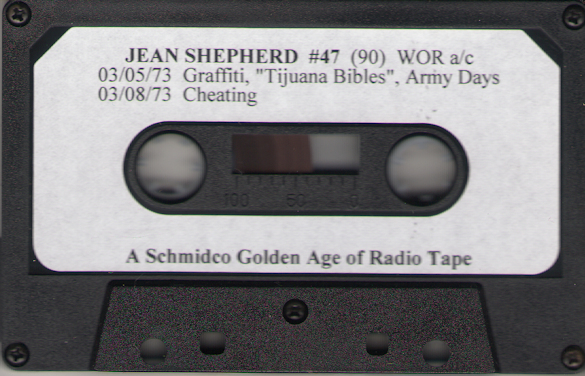 JEAN SHEPHERD #47 (90) WOR a/c
03/05/73 Graffiti, "Tijuana Bibles", Army Days
03/08/73 Cheating
100 50 0
A Schmidco Golden Age of Radio Tape